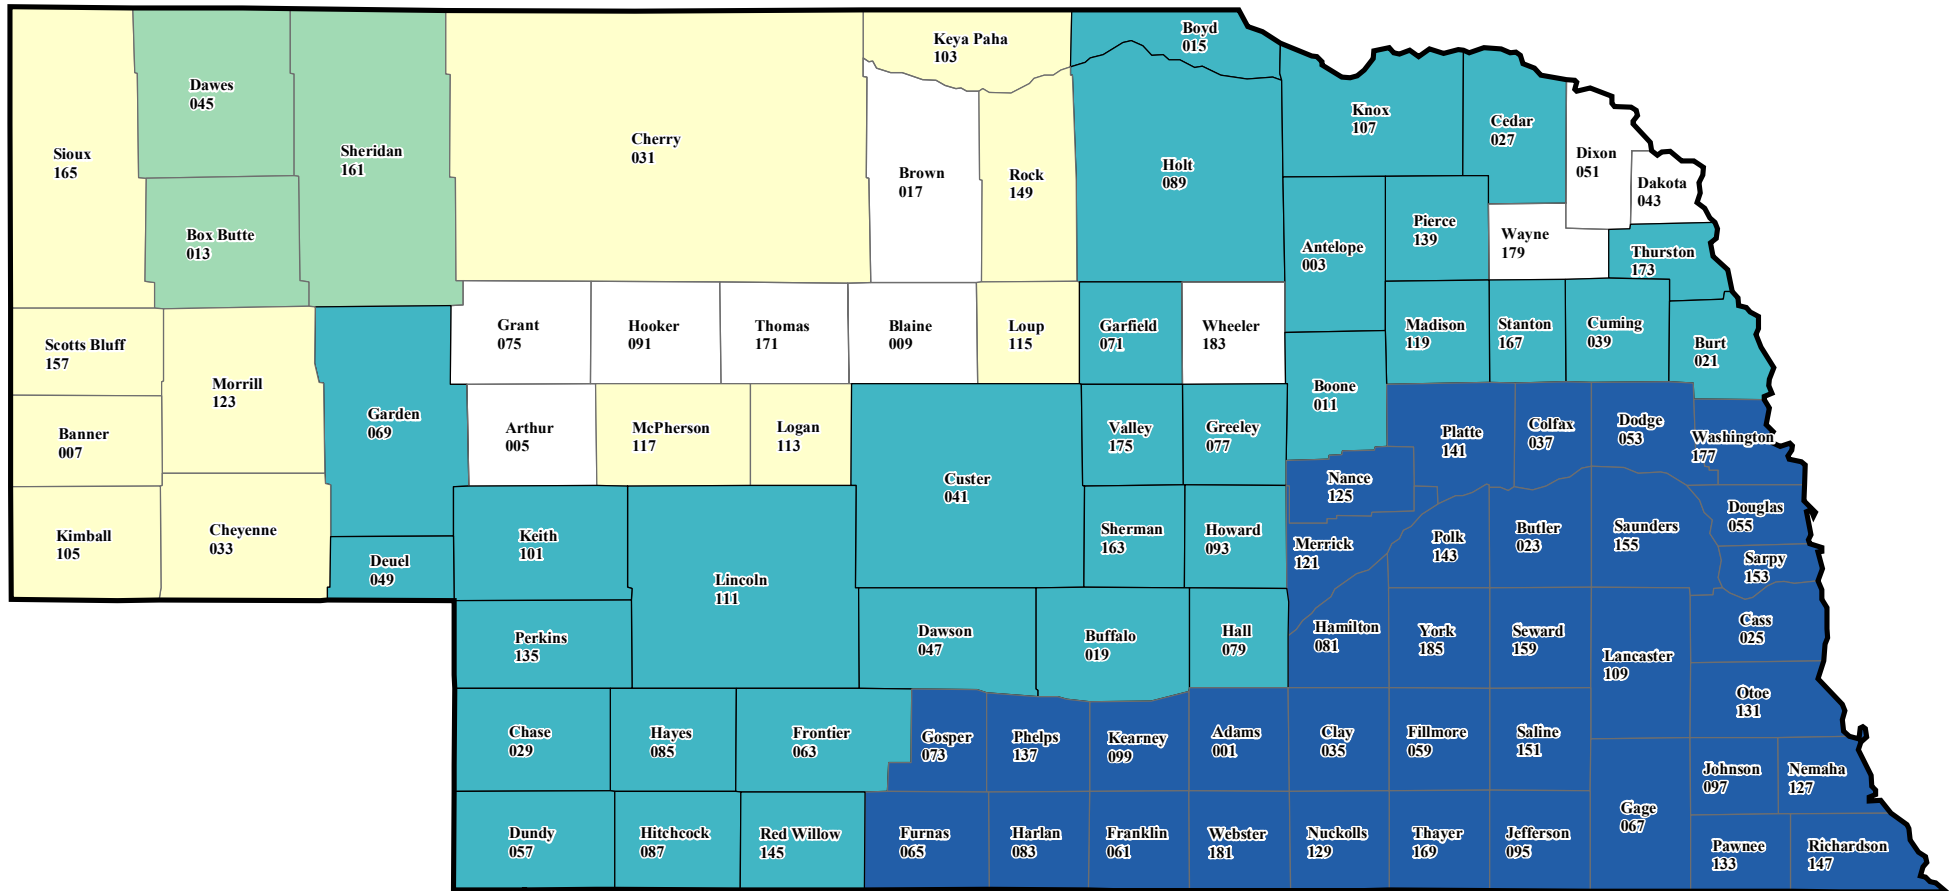 Boyd
015
Keya Paha
103
Dawes
045
Knox
107
Cedar
027
Cherry
031
Sheridan
161
Sioux
165
Dixon
051
Holt
089
Brown
017
Rock
149
Dakota
043
Pierce
139
Wayne
179
Box Butte
013
Antelope
003
Thurston
173
Grant
075
Hooker
091
Thomas
171
Blaine
009
Loup
115
Garfield
071
Wheeler
183
Madison
119
Stanton
167
Cuming
039
Scotts Bluff
157
Burt
021
Morrill
123
Boone
011
Garden
069
Banner
007
Arthur
005
McPherson
117
Logan
113
Valley
175
Greeley
077
Platte
141
Colfax
037
Dodge
053
Washington
177
Custer
041
Nance
125
Douglas
055
Kimball
105
Cheyenne
033
Keith
101
Sherman
163
Howard
093
Merrick
121
Polk
143
Butler
023
Saunders
155
Deuel
049
Sarpy
153
Lincoln
111
Perkins
135
Dawson
047
Buffalo
019
Hall
079
Hamilton
081
York
185
Seward
159
Cass
025
Lancaster
109
Otoe
131
Chase
029
Hayes
085
Frontier
063
Gosper
073
Phelps
137
Kearney
099
Adams
001
Clay
035
Fillmore
059
Saline
151
Johnson
097
Nemaha
127
Gage
067
Dundy
057
Hitchcock
087
Red Willow
145
Furnas
065
Harlan
083
Franklin
061
Webster
181
Nuckolls
129
Thayer
169
Jefferson
095
Pawnee
133
Richardson
147